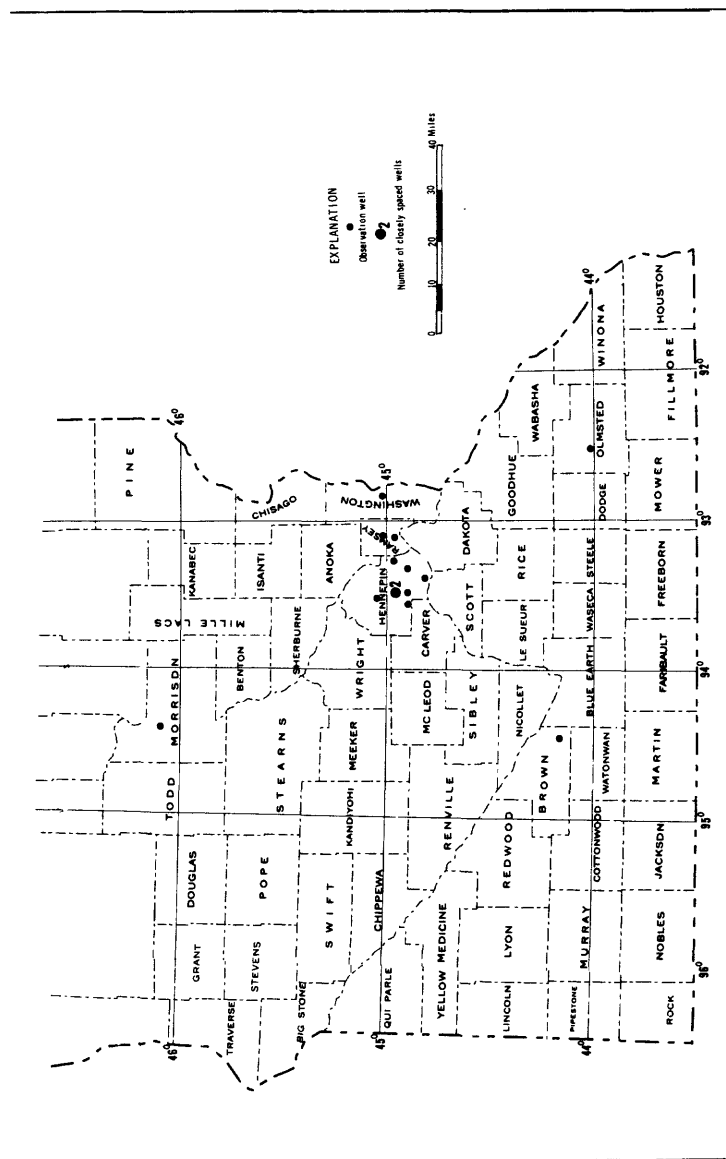 EXPLANATION
Observation well
2
Number of closely spaced wells
0 10 20 30 40 Miles
PINE
46°
46°
KANABEC
MILLE LACS
MORRISON
TODD
DOUGLAS
GRANT
TRAVERSE
CHISAGO
ISANTI
BENTON
STEARNS
POPE
STEVENS
BIG STONE
SHERBURNE
ANOKA
WASHINGTON
RAMSEY
HENNEPIN
2
WRIGHT
MEEKER
KANDIYOHI
SWIFT
45°
45°
CHIPPEWA
QUI PARLE
CARVER
MC LEOD
RENVILLE
YELLOW MEDICINE
DAKOTA
SCOTT
SIBLEY
GOODHUE
WABASHA
RICE
LE SUEUR
NICOLLET
REDWOOD
LYON
LINCOLN
BROWN
44°
44°
WINONA
OLMSTED
DODGE
STEELE
WASECA
BLUE EARTH
WATONWAN
COTTONWOOD
MURRAY
PIPESTONE
HOUSTON
FILLMORE
MOWER
FREEBORN
FARIBAULT
MARTIN
JACKSON
NOBLES
ROCK
92°
93°
94°
95°
96°